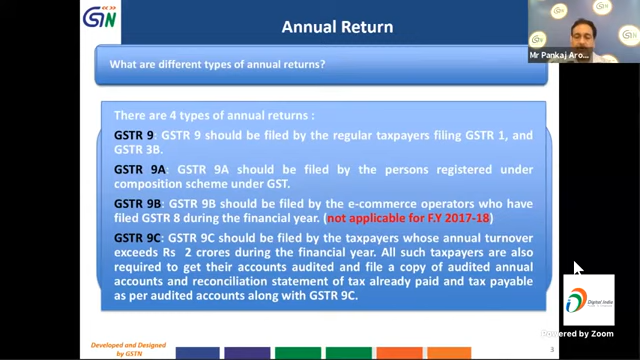 GSTN
Annual Return
GSTN
Mr Pankaj Aro...
What are different types of annual returns?
There are 4 types of annual returns :
GSTR 9: GSTR 9 should be filed by the regular taxpayers filing GSTR 1, and
GSTR 3B.
GSTR 9A: GSTR 9A should be filed by the persons registered under
composition scheme under GST.
GSTR 9B: GSTR 9B should be filed by the e-commerce operators who have
filed GSTR 8 during the financial year. (not applicable for F.Y 2017-18)
GSTR 9C: GSTR 9C should be filed by the taxpayers whose annual turnover
exceeds Rs 2 crores during the financial year. All such taxpayers are also
required to get their accounts audited and file a copy of audited annual
accounts and reconciliation statement of tax already paid and tax payable
as per audited accounts along with GSTR 9C.
Digital India
Powered by Zoom
Developed and Designed
by GSTN
3